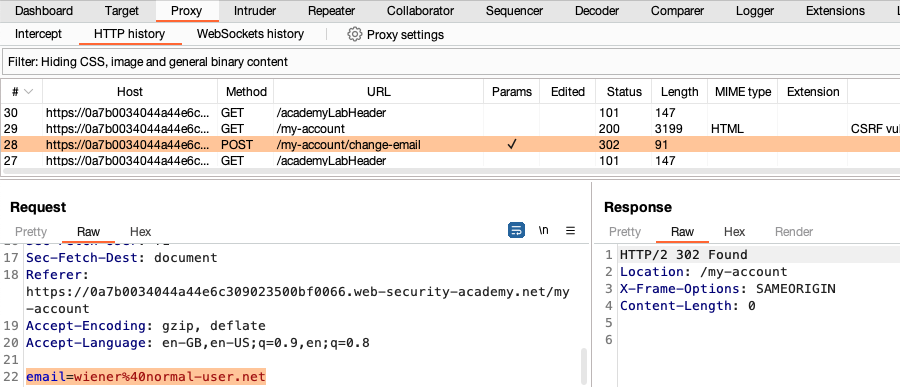 Dashboard Target Proxy Intruder Repeater Collaborator Sequencer Decoder Comparer Logger Extensions
Intercept HTTP history WebSockets history Proxy settings
Filter: Hiding CSS, image and general binary content
# Host Method URL Params Edited Status Length MIME type Extension
30 https://0a7b0034044a44e6c... GET /academyLabHeader 101 147
29 https://0a7b0034044a44e6c... GET /my-account 200 3199 HTML CSRF vul
28 https://0a7b0034044a44e6c... POST /my-account/change-email ✓ 302 91
27 https://0a7b0034044a44e6c... GET /academyLabHeader 101 147
Request
Pretty Raw Hex \n
17 Sec-Fetch-Dest: document
18 Referer:
https://0a7b0034044a44e6c309023500bf0066.web-security-academy.net/my
-account
19 Accept-Encoding: gzip, deflate
20 Accept-Language: en-GB,en-US;q=0.9,en;q=0.8
21
22 email=wiener%40normal-user.net
Response
Pretty Raw Hex Render
1 HTTP/2 302 Found
2 Location: /my-account
3 X-Frame-Options: SAMEORIGIN
4 Content-Length: 0
5
6